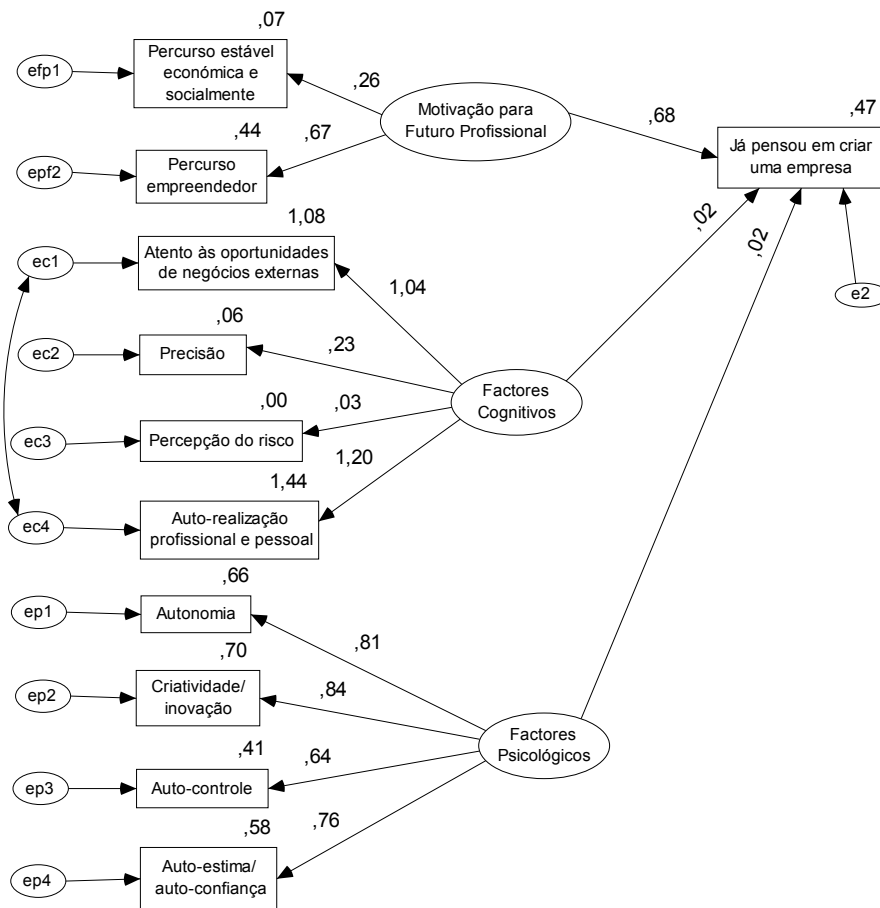 ,07
efp1
Percurso estável
económica e
socialmente
,26
Motivação para
Futuro Profissional
,68
,47
Já pensou em criar
uma empresa
,44
,67
epf2
Percurso
empreendedor
1,08
,02
,02
ec1
Atento às oportunidades
de negócios externas
1,04
e2
,06
ec2
Precisão
,23
,00
,03
Factores
Cognitivos
ec3
Percepção do risco
1,44
1,20
ec4
Auto-realização
profissional e pessoal
,66
ep1
Autonomia
,81
,70
ep2
Criatividade/
inovação
,84
Factores
Psicológicos
,41
,64
ep3
Auto-controle
,58
,76
ep4
Auto-estima/
auto-confiança